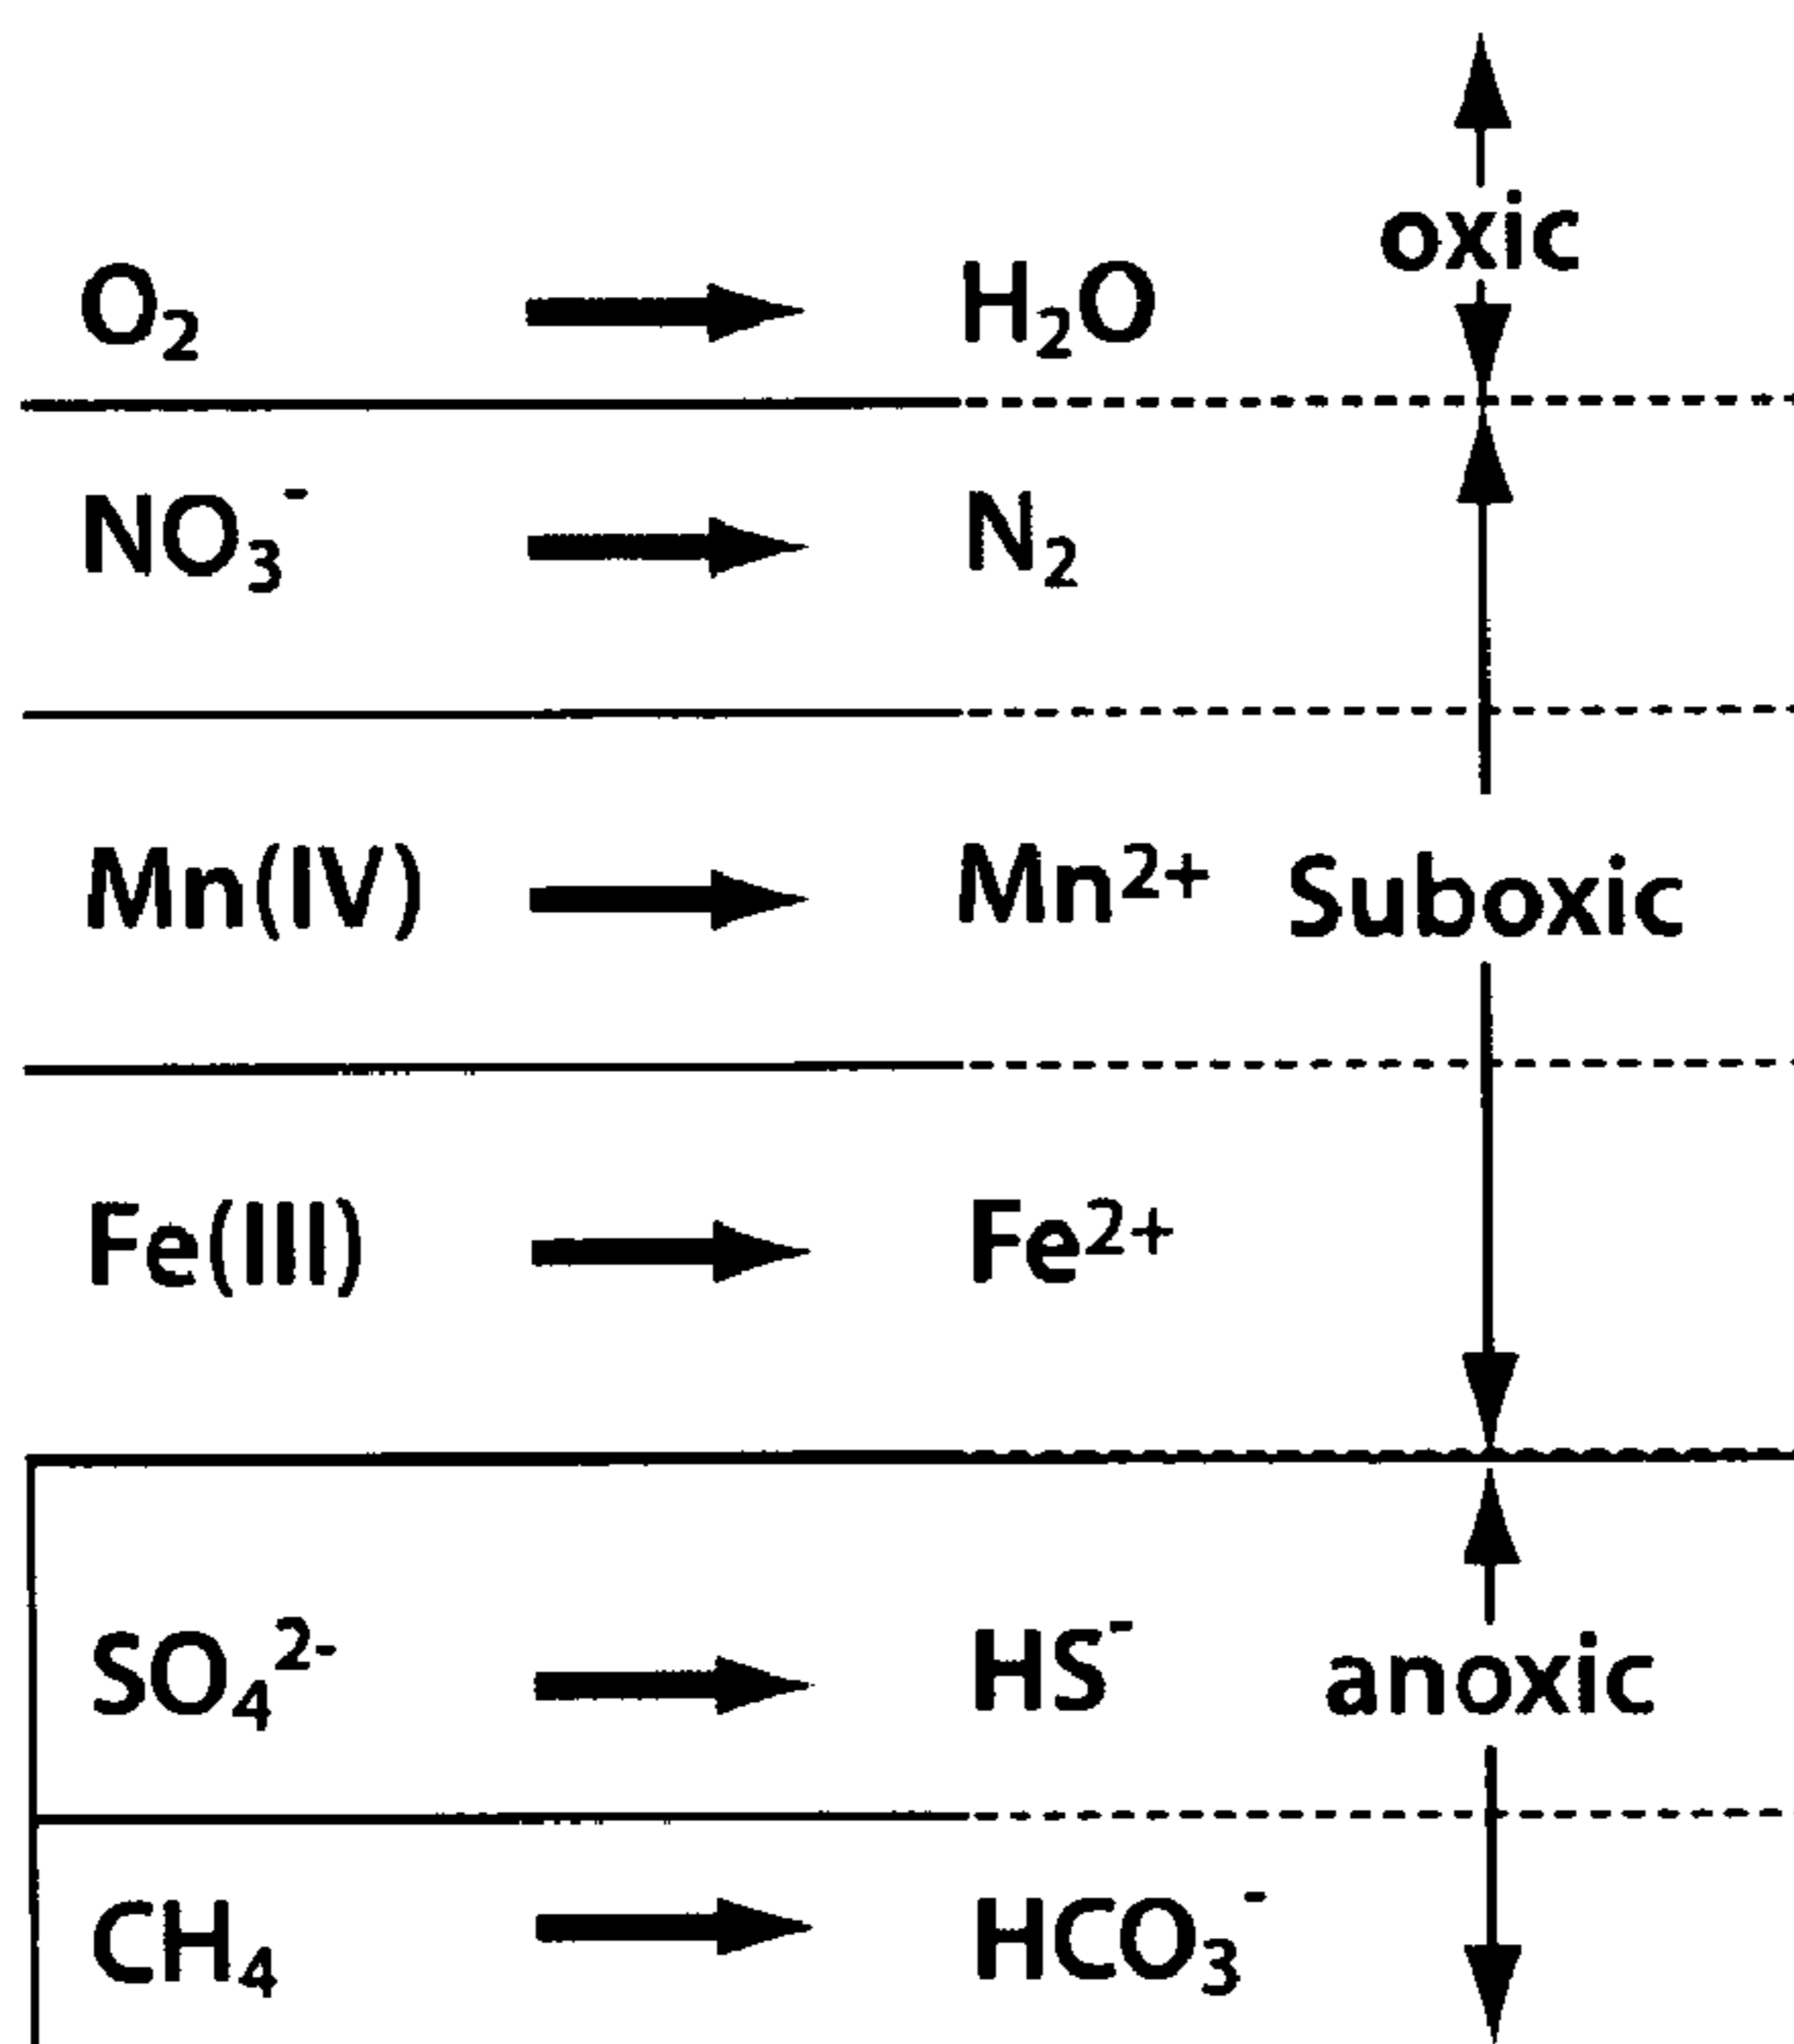 oxic
O₂ → H₂O
NO₃⁻ → N₂
Mn(IV) → Mn²⁺ Suboxic
Fe(III) → Fe²⁺
SO₄²⁻ → HS⁻ anoxic
CH₄ → HCO₃⁻